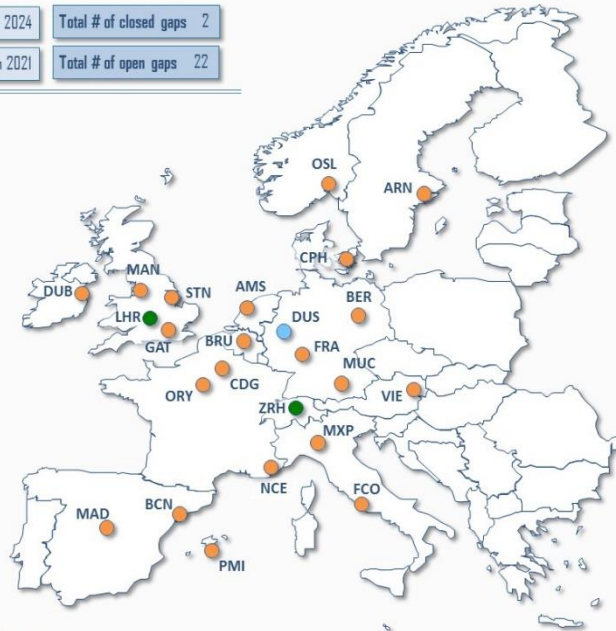 2024
Total # of closed gaps 2
2021
Total # of open gaps 22
OSL
ARN
CPH
MAN
DUB
STN
AMS
BER
LHR
DUS
GAT
BRU
FRA
MUC
CDG
ORY
VIE
ZRH
MXP
NCE
FCO
BCN
MAD
PMI